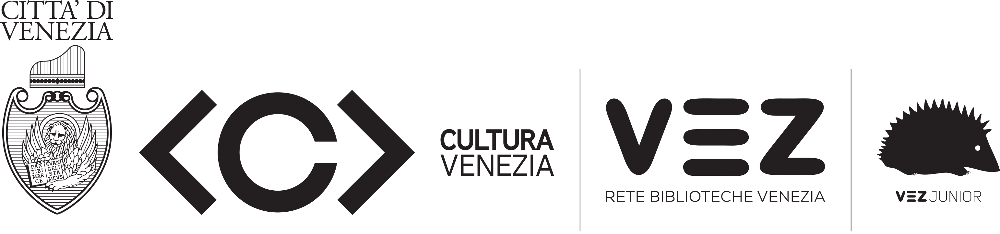 CITTA' DI
VENEZIA
PAX
TIBI
MAR
CE
EVAN
GELI
STA
MEVS
<C>
CULTURA
VENEZIA
VEZ
RETE BIBLIOTECHE VENEZIA
VEZ JUNIOR